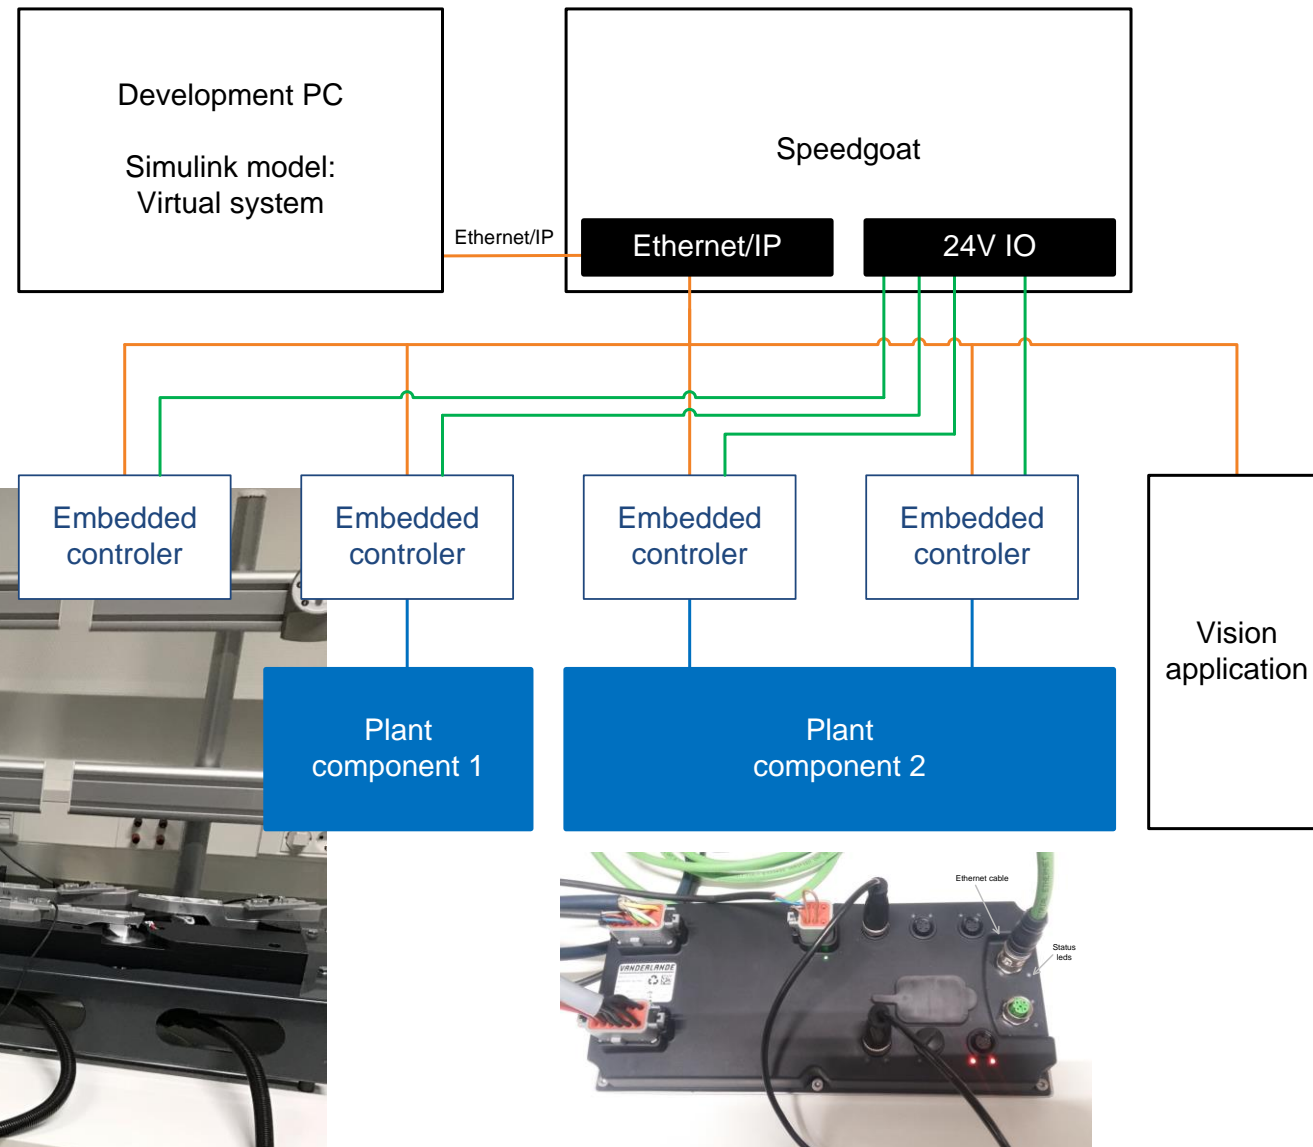 Development PC
Simulink model:
Virtual system
Speedgoat
Ethernet/IP
Ethernet/IP
24V IO
Embedded
controler
Embedded
controler
Embedded
controler
Embedded
controler
Vision
application
Plant
component 1
Plant
component 2
Ethernet cable
Status
leds
VANDERLANDE